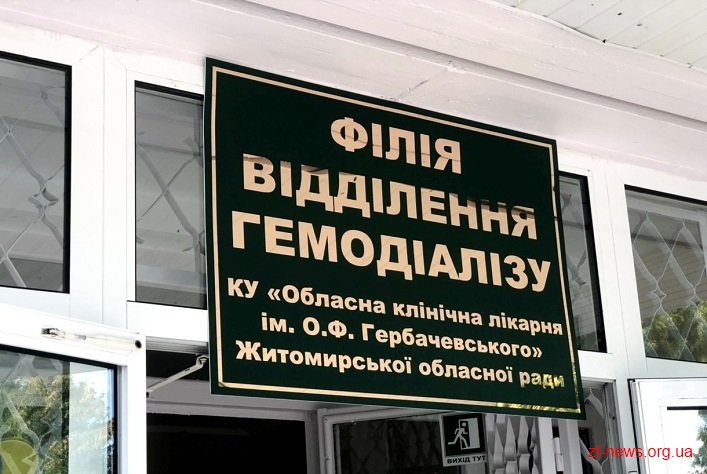 ФІЛІЯ
ВІДДІЛЕННЯ
ГЕМОДІАЛІЗУ
КУ «Обласна клінічна лікарня
ім. О.Ф. Гербачевського»
Житомирської обласної ради
ВИХІД ТУТ
zt-news.org.ua